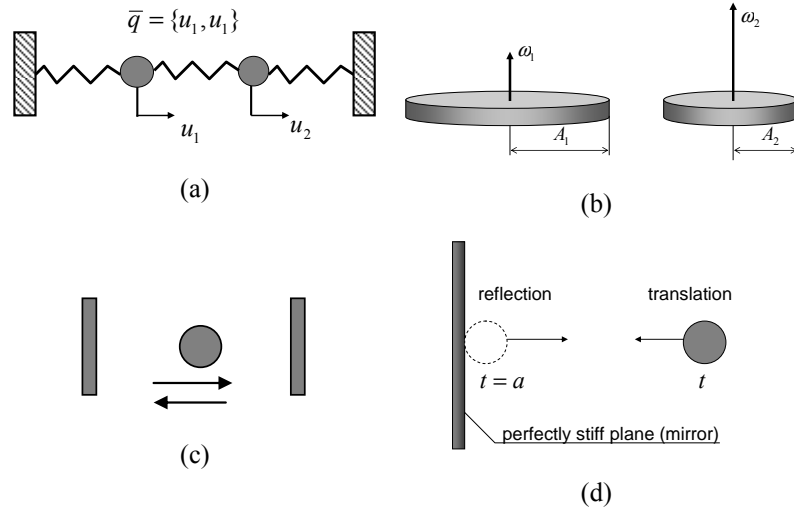 q̄ = {u₁, u₁}
u₁
u₂
(a)
ω₁
ω₂
A₁
A₂
(b)
(c)
reflection
translation
t = a
t
perfectly stiff plane (mirror)
(d)